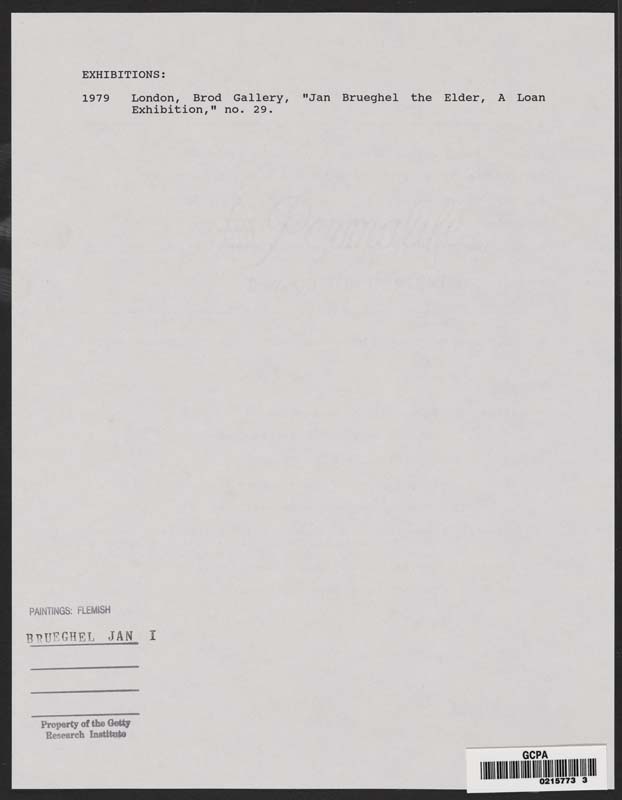 EXHIBITIONS:
1979 London, Brod Gallery, "Jan Brueghel the Elder, A Loan
Exhibition," no. 29.
PAINTINGS: FLEMISH
BRUEGHEL JAN I
Property of the Getty
Research Institute
GCPA
0215773 3